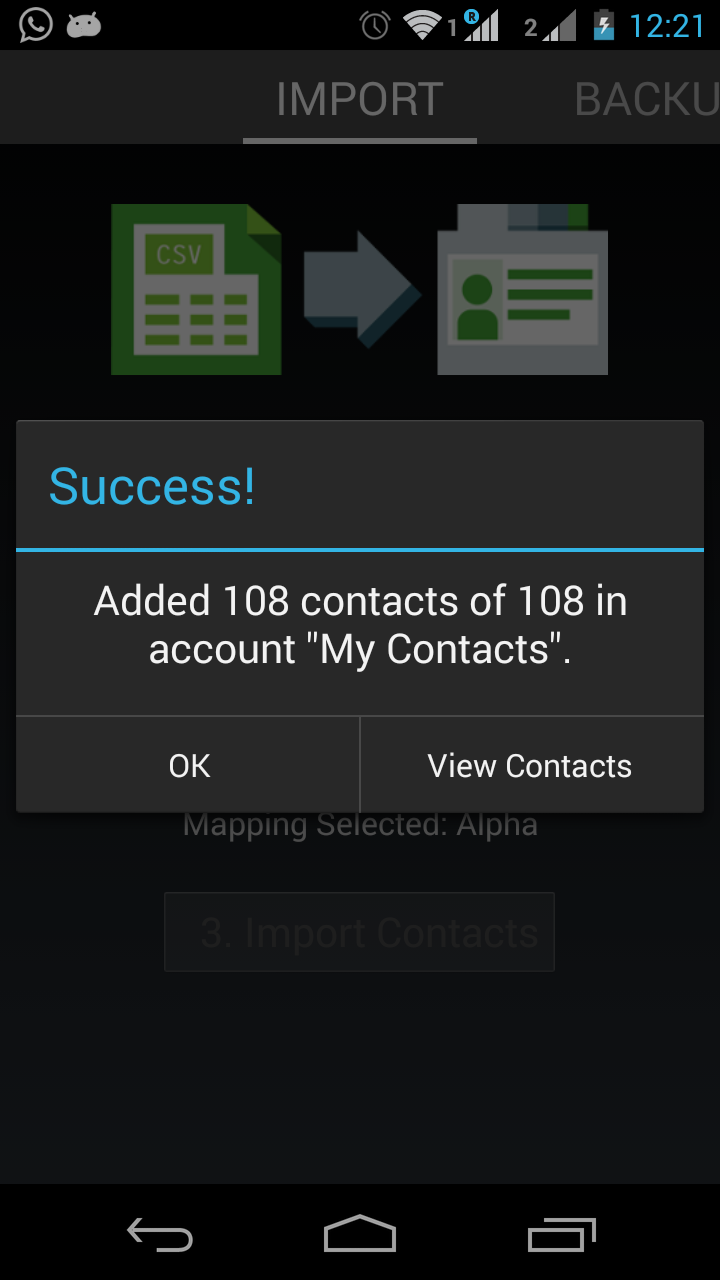 1 R 2 12:21
IMPORT BACKU
CSV
Success!
Added 108 contacts of 108 in
account "My Contacts".
OK View Contacts
Mapping Selected: Alpha
3. Import Contacts